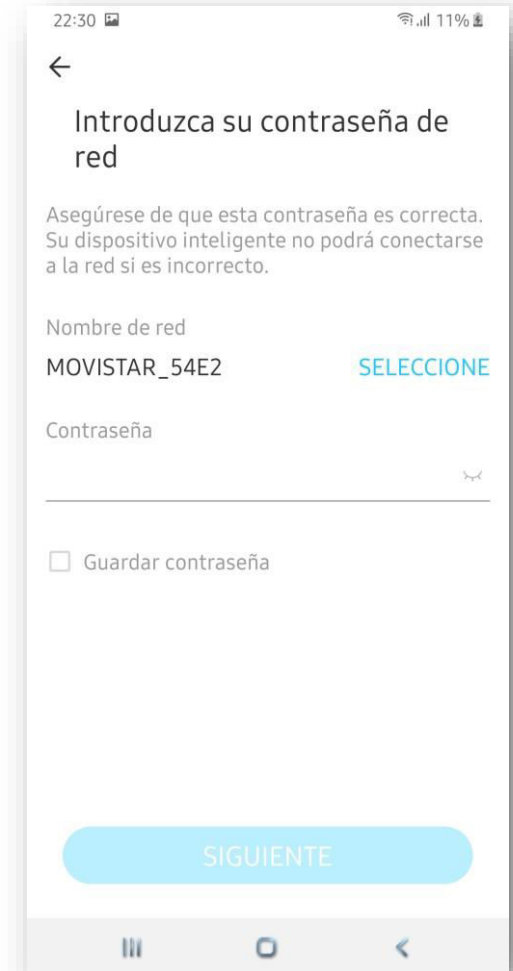 22:30 11%
Introduzca su contraseña de
red
Asegúrese de que esta contraseña es correcta.
Su dispositivo inteligente no podrá conectarse
a la red si es incorrecto.
Nombre de red
MOVISTAR_54E2 SELECCIONE
Contraseña
Guardar contraseña
SIGUIENTE